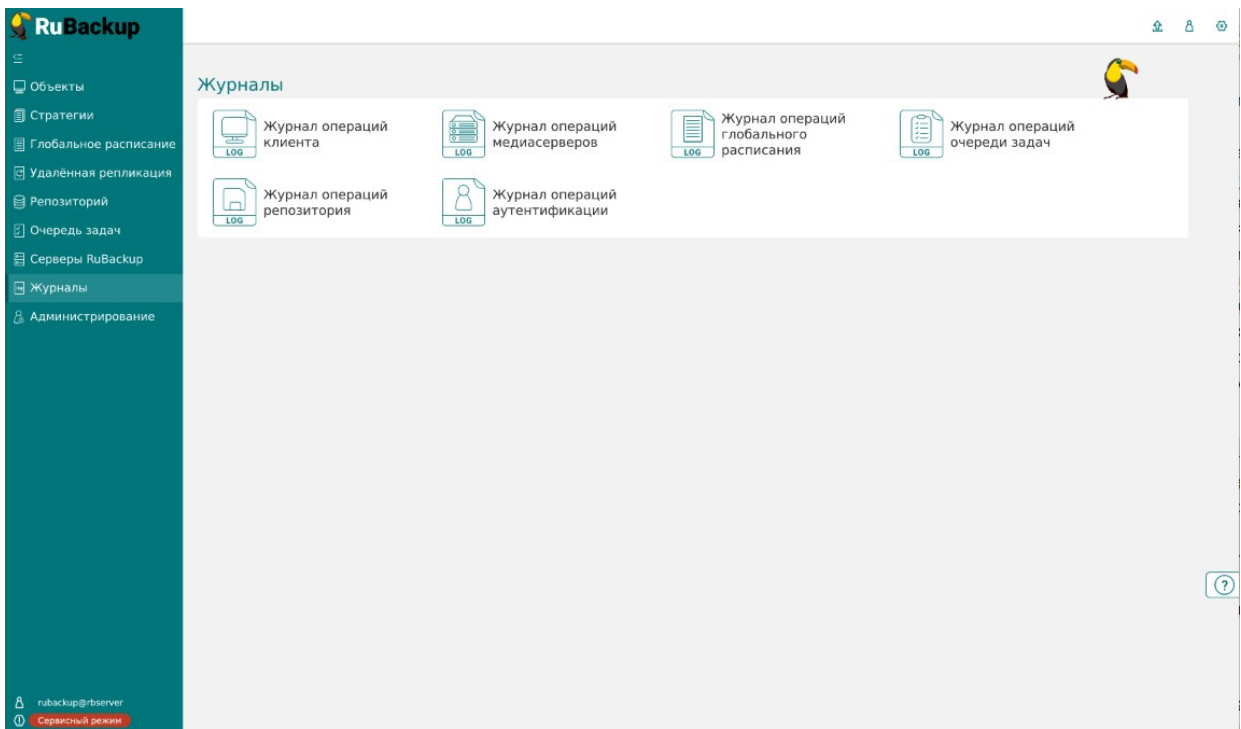 RuBackup
Объекты
Стратегии
Глобальное расписание
Удалённая репликация
Репозиторий
Очередь задач
Серверы RuBackup
Журналы
Администрирование
rubackup@rbserver
Сервисный режим
Журналы
LOG
Журнал операций
клиента
LOG
Журнал операций
медиасерверов
LOG
Журнал операций
глобального
расписания
LOG
Журнал операций
очереди задач
LOG
Журнал операций
репозитория
LOG
Журнал операций
аутентификации
?